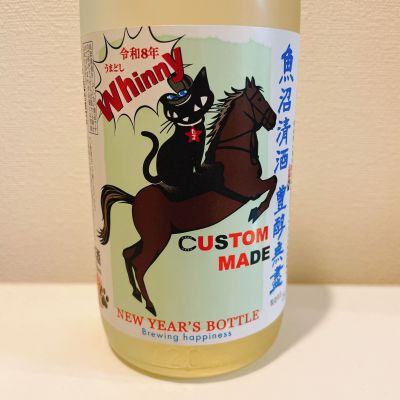 令和8年
うまどし
Whinny
魚沼清酒 豊醇無盡
CUSTOM
MADE
NEW YEAR'S BOTTLE
Brewing happiness